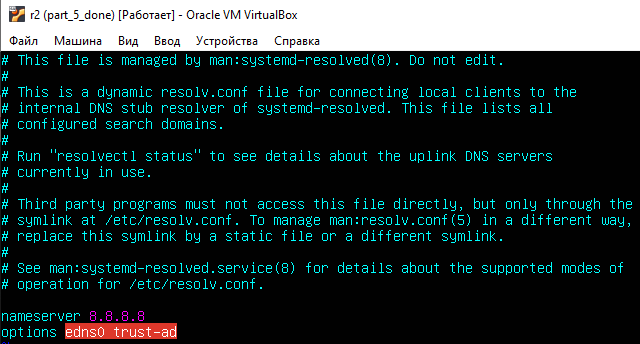 r2 (part_5_done) [Работает] - Oracle VM VirtualBox
Файл Машина Вид Ввод Устройства Справка
# This file is managed by man:systemd-resolved(8). Do not edit.
#
# This is a dynamic resolv.conf file for connecting local clients to the
# internal DNS stub resolver of systemd-resolved. This file lists all
# configured search domains.
#
# Run "resolvectl status" to see details about the uplink DNS servers
# currently in use.
#
# Third party programs must not access this file directly, but only through the
# symlink at /etc/resolv.conf. To manage man:resolv.conf(5) in a different way,
# replace this symlink by a static file or a different symlink.
#
# See man:systemd-resolved.service(8) for details about the supported modes of
# operation for /etc/resolv.conf.
nameserver 8.8.8.8
options edns0 trust-ad